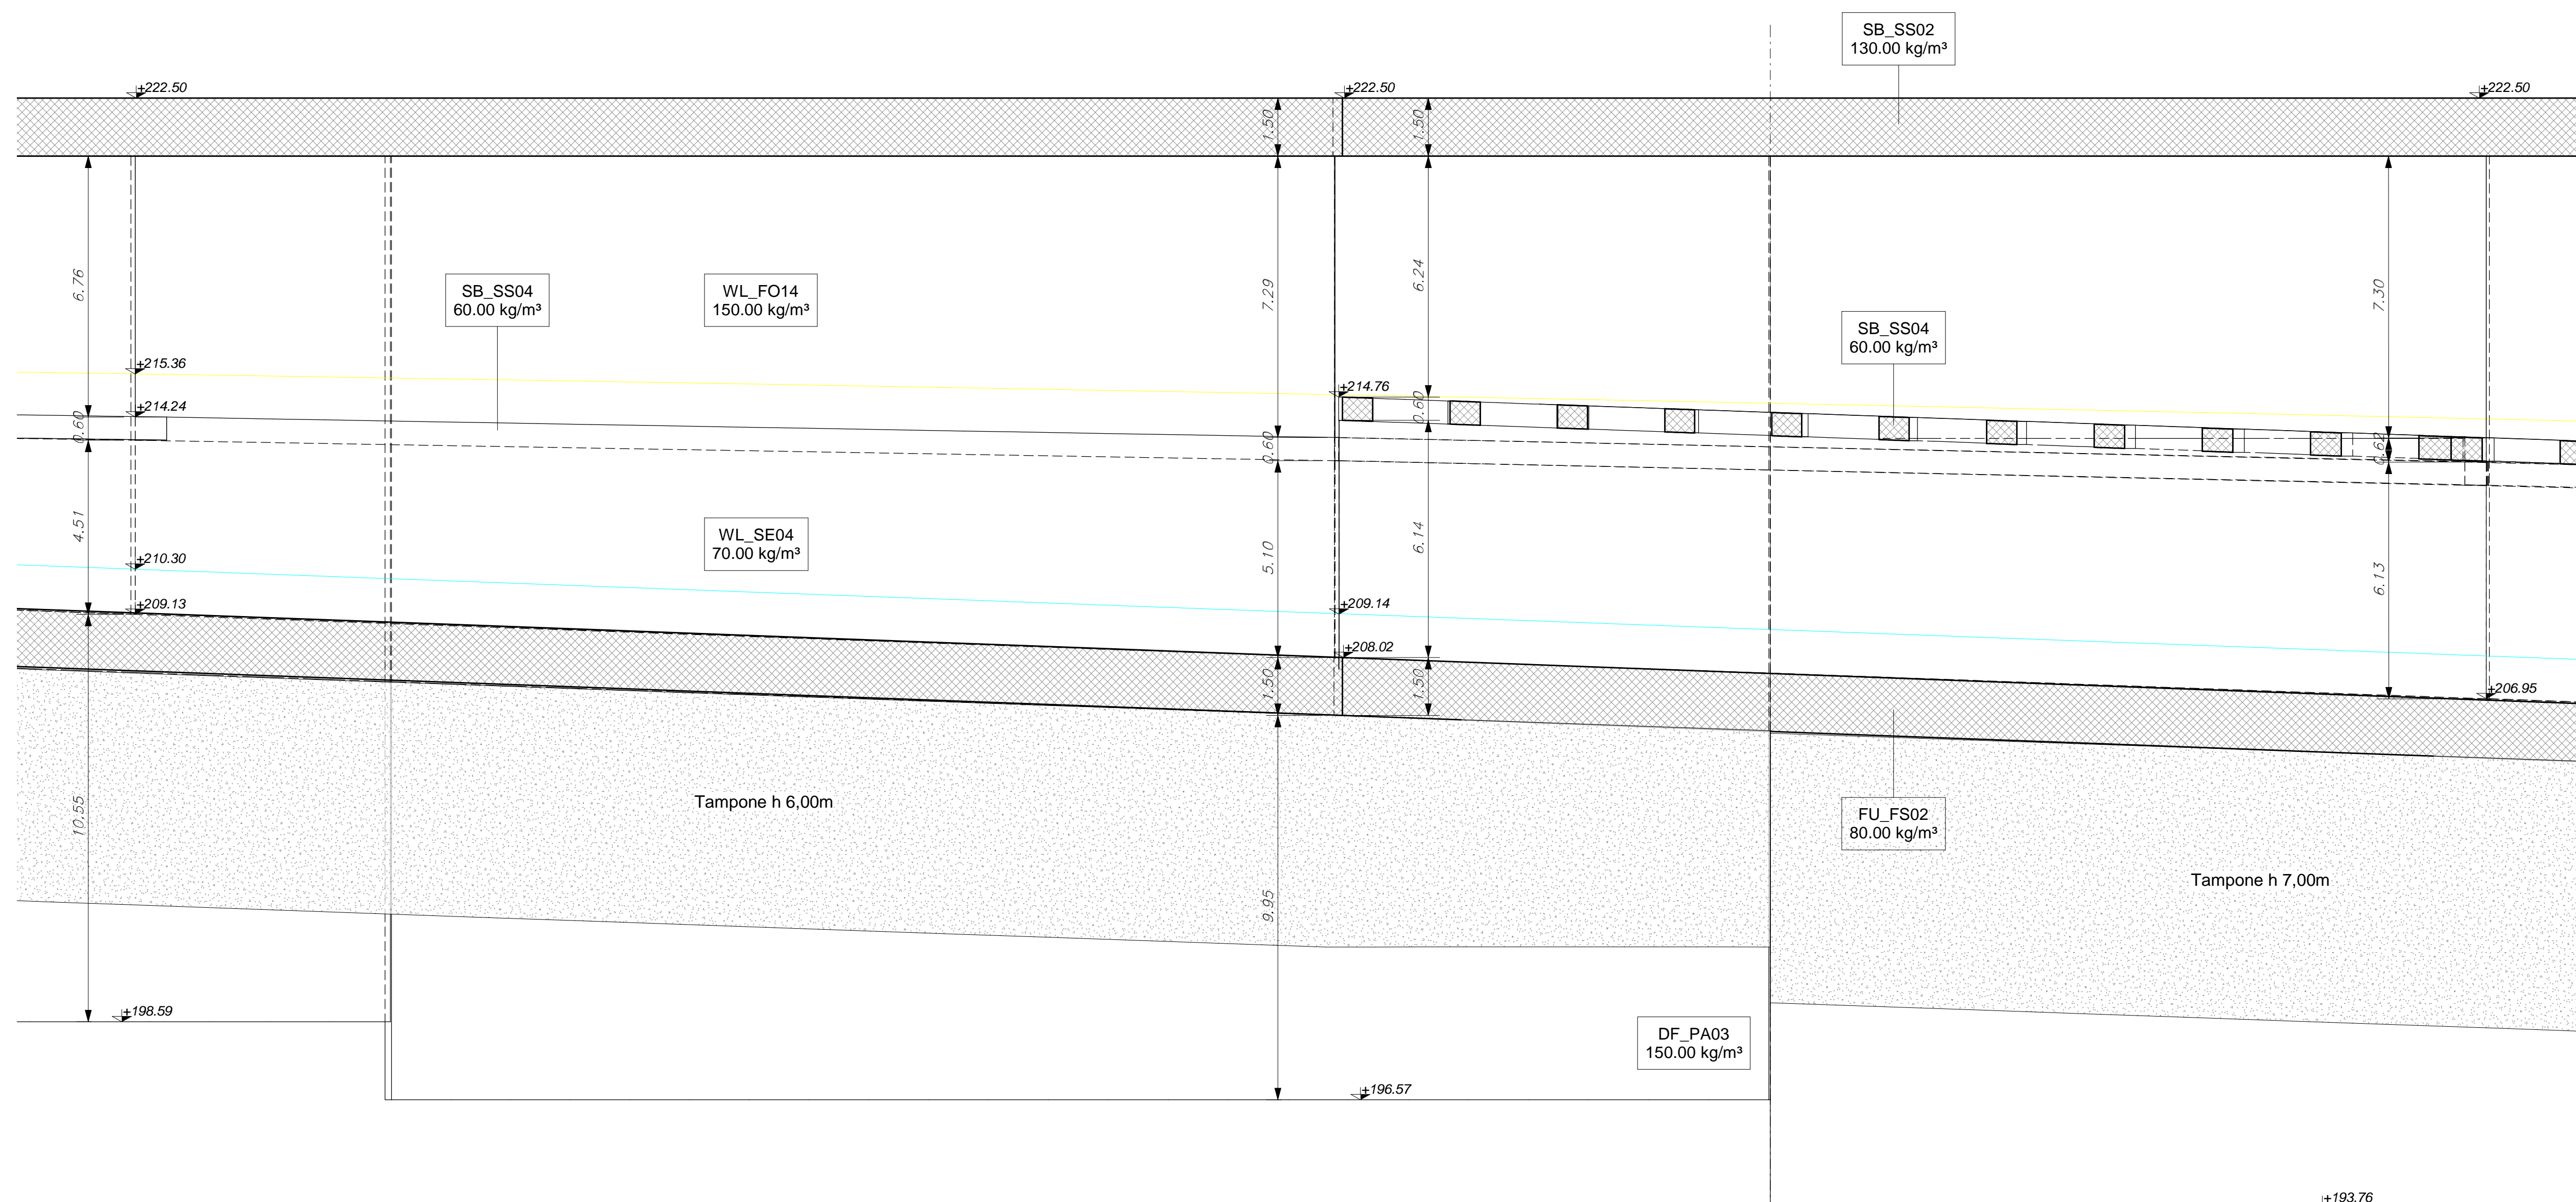 SB_SS02
130.00 kg/m³
+222.50
+222.50
+222.50
1.50
1.50
6.76
7.29
6.24
7.30
SB_SS04
60.00 kg/m³
WL_FO14
150.00 kg/m³
SB_SS04
60.00 kg/m³
+215.36
+214.76
+214.24
0.60
0.60
0.60
0.62
4.51
WL_SE04
70.00 kg/m³
5.10
6.14
6.13
+210.30
+209.13
+209.14
+208.02
1.50
1.50
+206.95
10.55
Tampone h 6,00m
FU_FS02
80.00 kg/m³
9.95
Tampone h 7,00m
+198.59
DF_PA03
150.00 kg/m³
+196.57
+193.76